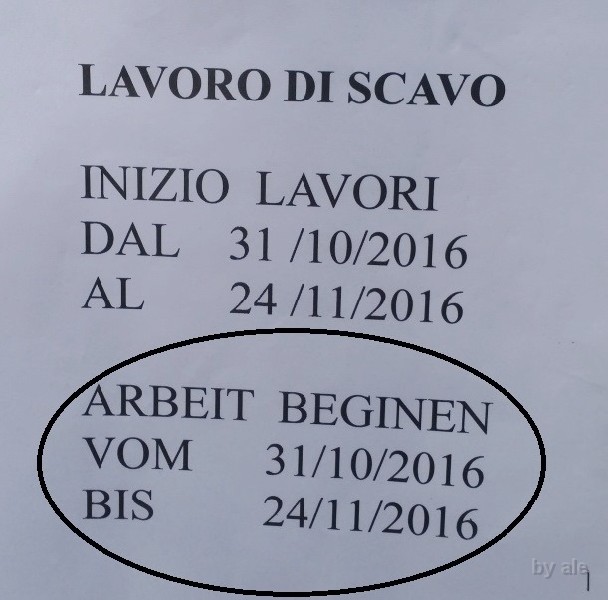 LAVORO DI SCAVO
INIZIO LAVORI
DAL 31 /10/2016
AL 24 /11/2016
ARBEIT BEGINEN
VOM 31/10/2016
BIS 24/11/2016
by ale